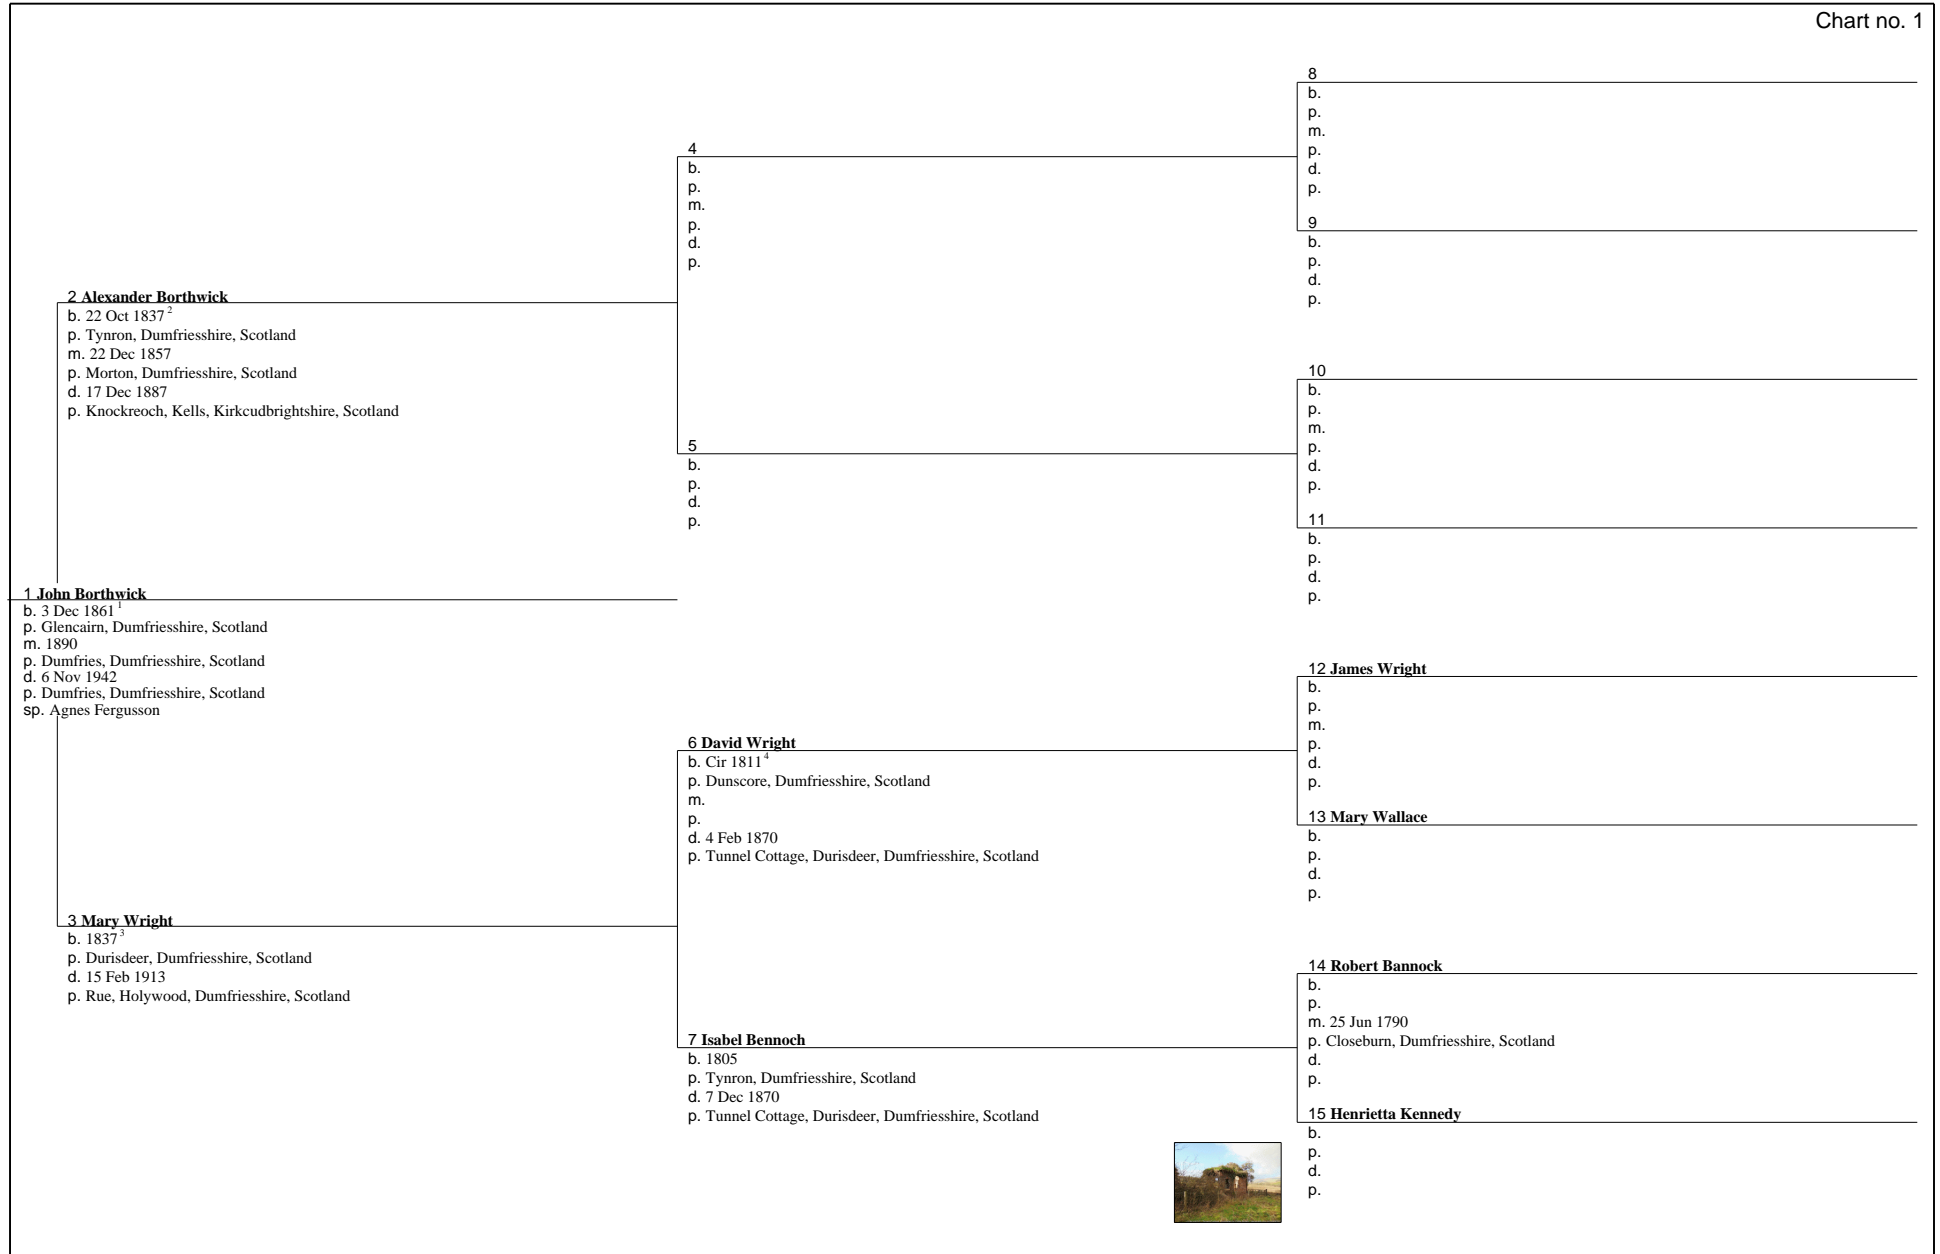 Chart no. 1
8
b.
p.
m.
p.
d.
p.
4
b.
p.
m.
p.
d.
p.
9
b.
p.
d.
p.
2 Alexander Borthwick
b. 22 Oct 1837 2
p. Tynron, Dumfriesshire, Scotland
m. 22 Dec 1857
p. Morton, Dumfriesshire, Scotland
d. 17 Dec 1887
p. Knockreoch, Kells, Kirkcudbrightshire, Scotland
10
b.
p.
m.
p.
d.
p.
5
b.
p.
d.
p.
11
b.
p.
d.
p.
1 John Borthwick
b. 3 Dec 1861 1
p. Glencairn, Dumfriesshire, Scotland
m. 1890
p. Dumfries, Dumfriesshire, Scotland
d. 6 Nov 1942
p. Dumfries, Dumfriesshire, Scotland
sp. Agnes Fergusson
12 James Wright
b.
p.
m.
p.
d.
p.
6 David Wright
b. Cir 1811 4
p. Dunscore, Dumfriesshire, Scotland
m.
p.
d. 4 Feb 1870
p. Tunnel Cottage, Durisdeer, Dumfriesshire, Scotland
13 Mary Wallace
b.
p.
d.
p.
3 Mary Wright
b. 1837 3
p. Durisdeer, Dumfriesshire, Scotland
d. 15 Feb 1913
p. Rue, Holywood, Dumfriesshire, Scotland
14 Robert Bannock
b.
p.
m. 25 Jun 1790
p. Closeburn, Dumfriesshire, Scotland
d.
p.
7 Isabel Bennoch
b. 1805
p. Tynron, Dumfriesshire, Scotland
d. 7 Dec 1870
p. Tunnel Cottage, Durisdeer, Dumfriesshire, Scotland
15 Henrietta Kennedy
b.
p.
d.
p.